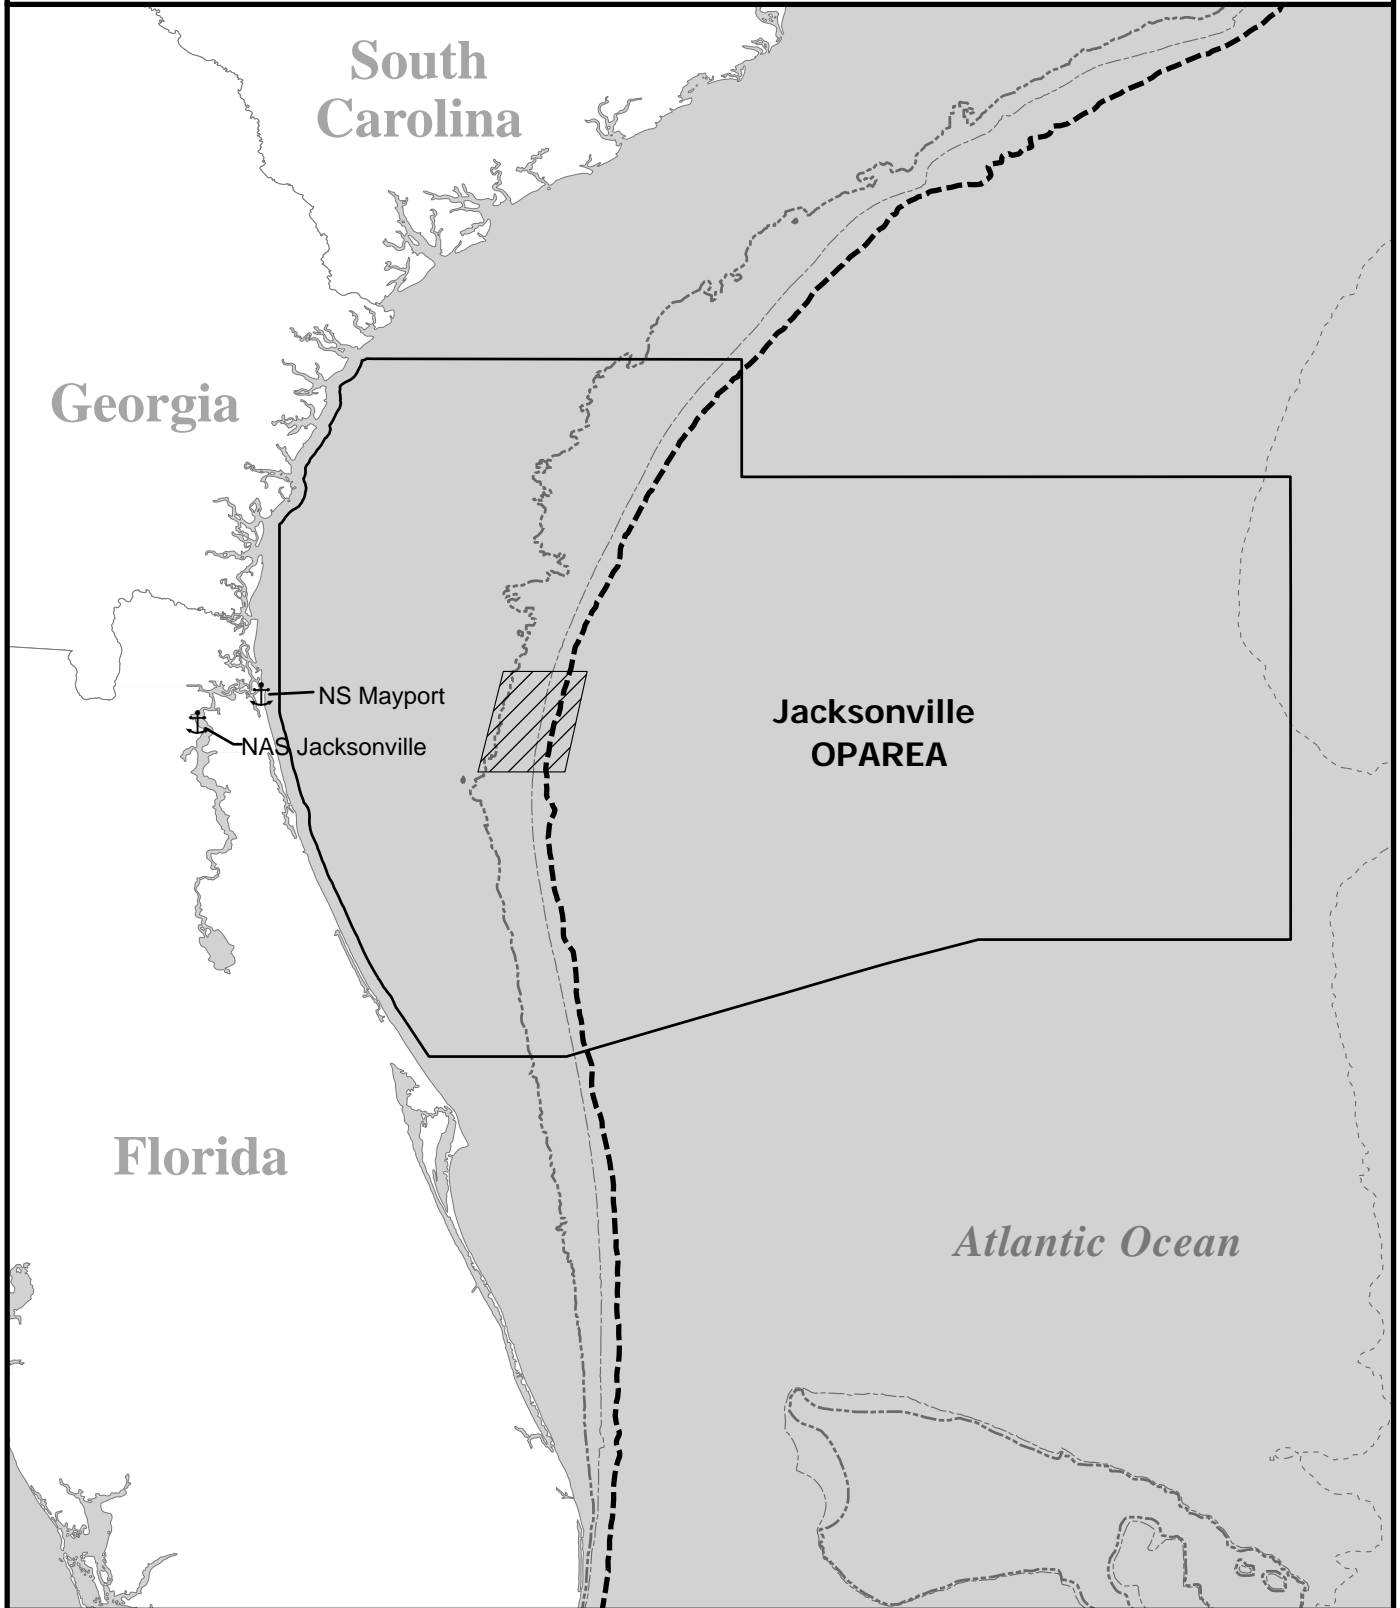 South
Carolina
Georgia
NS Mayport
NAS Jacksonville
Jacksonville
OPAREA
Florida
Atlantic Ocean